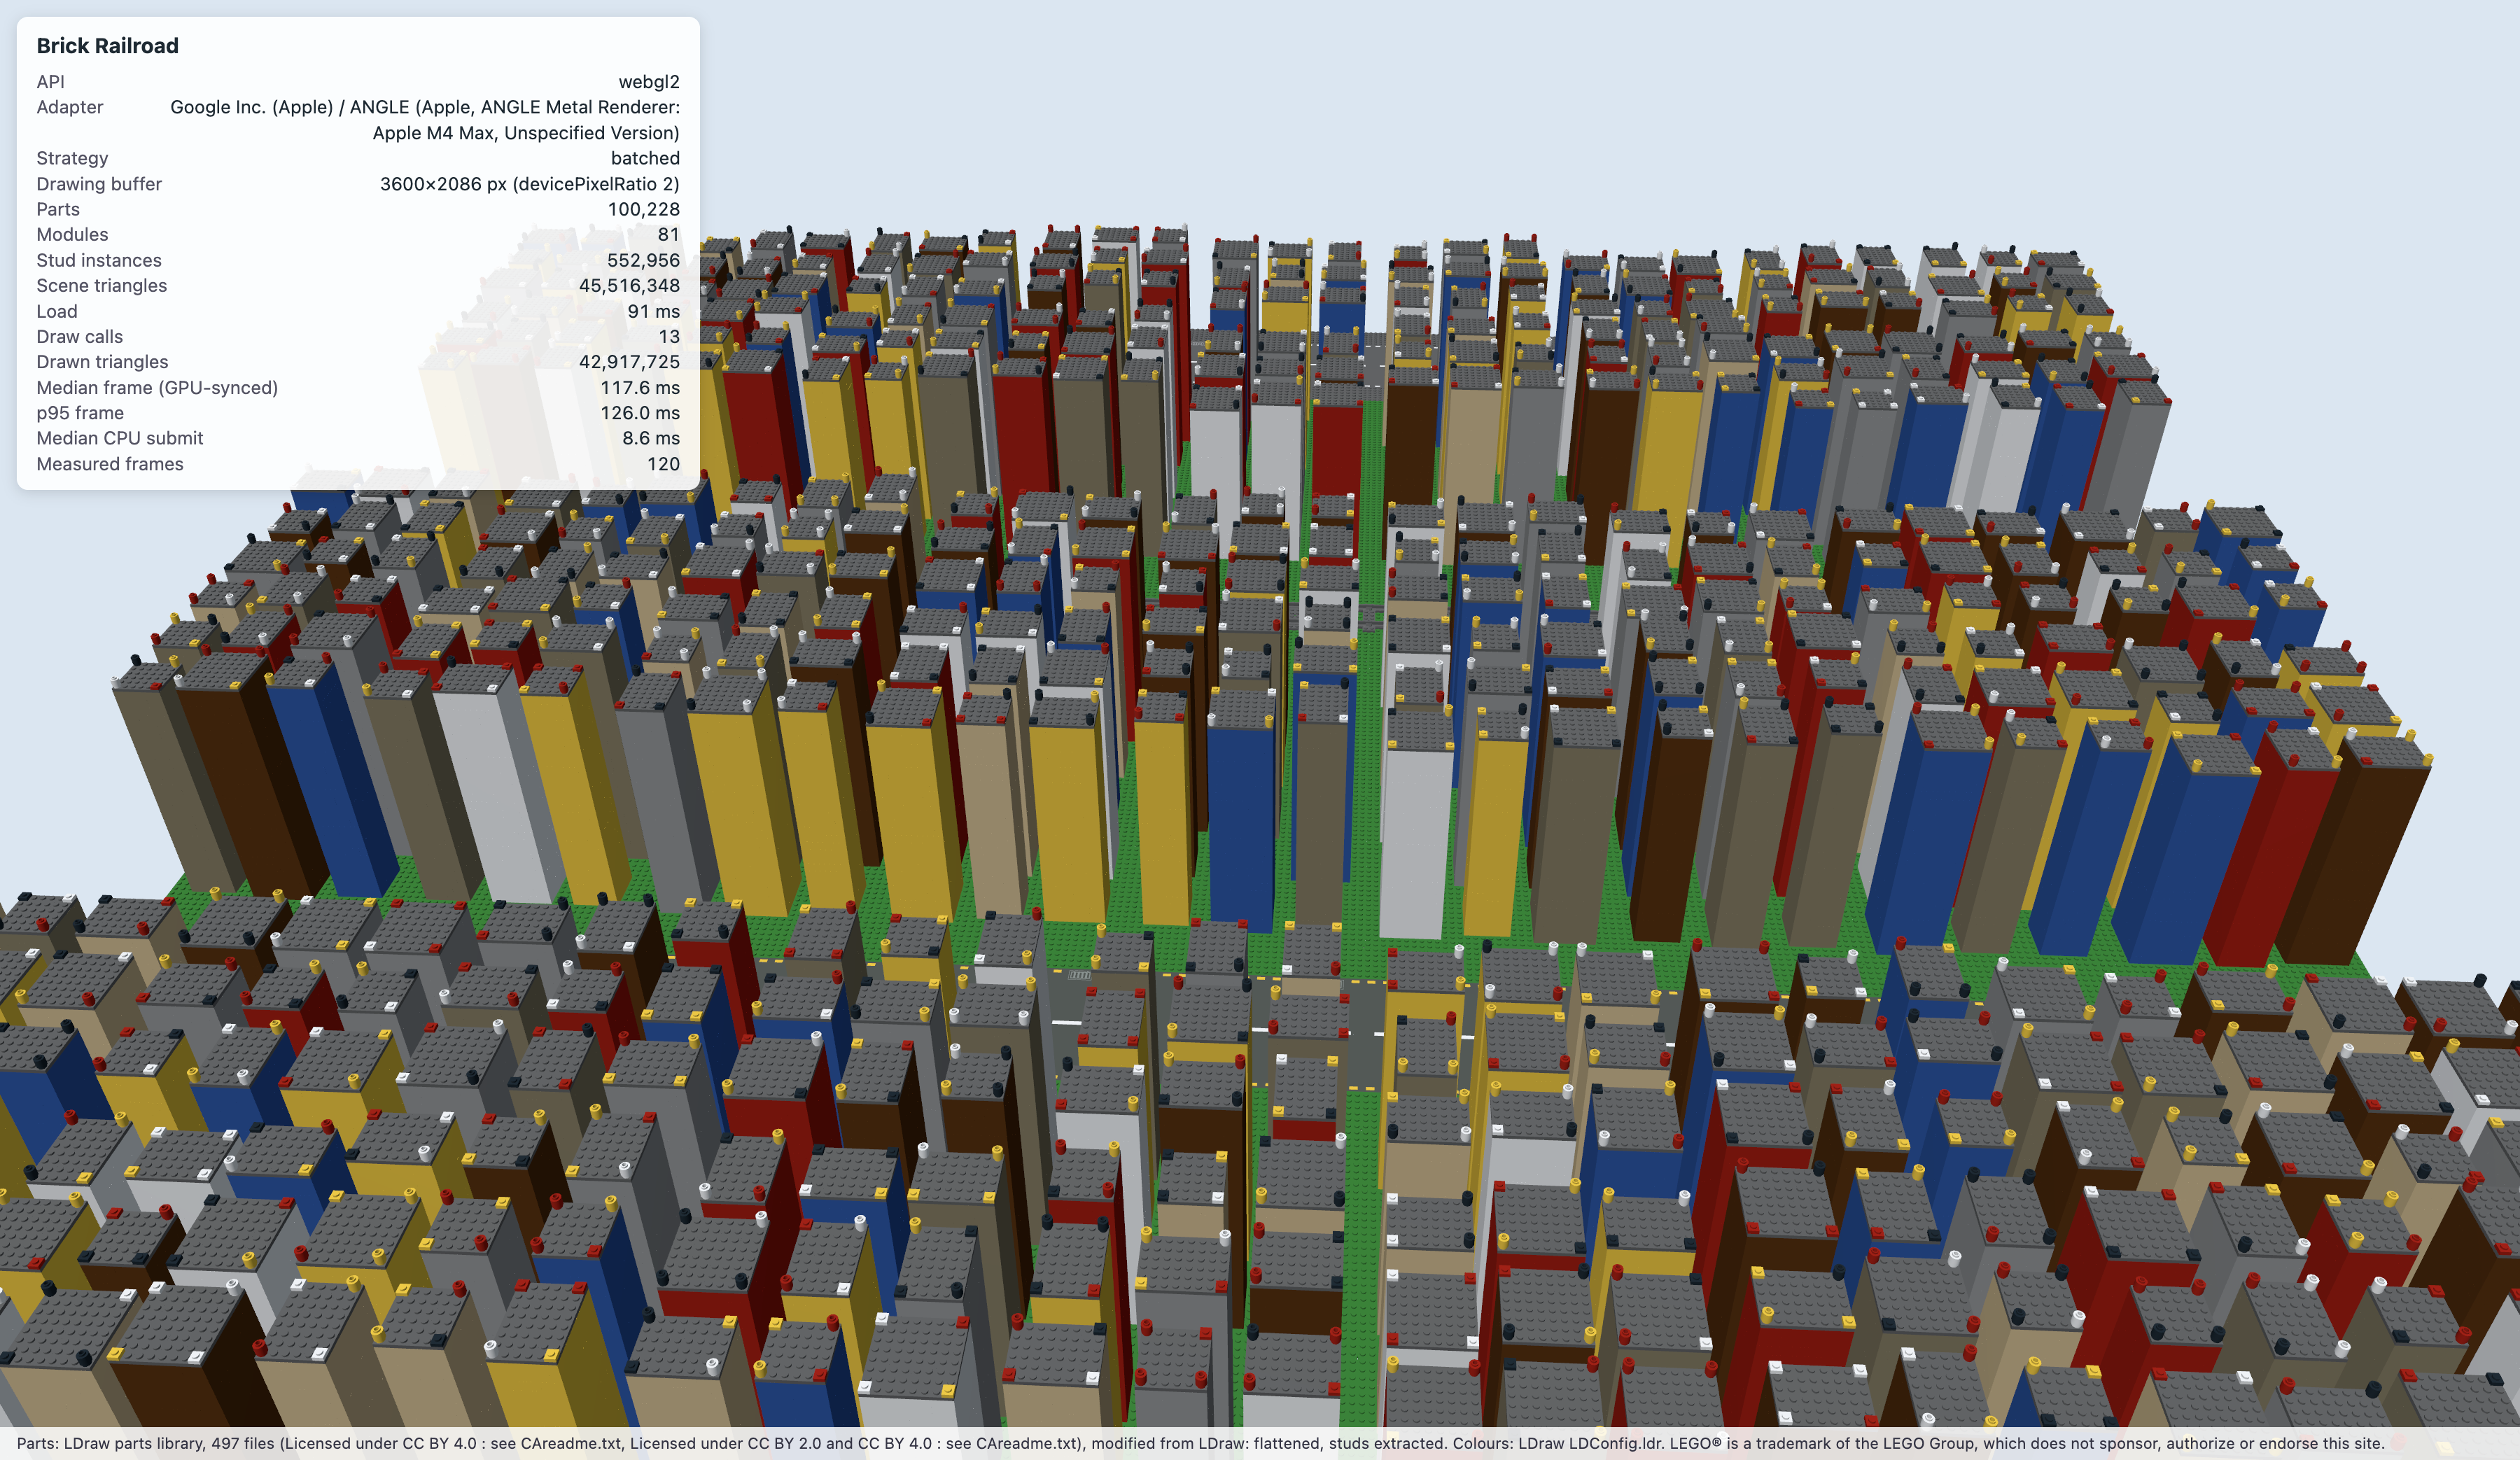 Brick Railroad
API webgl2
Adapter Google Inc. (Apple) / ANGLE (Apple, ANGLE Metal Renderer:
Apple M4 Max, Unspecified Version)
Strategy batched
Drawing buffer 3600×2086 px (devicePixelRatio 2)
Parts 100,228
Modules 81
Stud instances 552,956
Scene triangles 45,516,348
Load 91 ms
Draw calls 13
Drawn triangles 42,917,725
Median frame (GPU-synced) 117.6 ms
p95 frame 126.0 ms
Median CPU submit 8.6 ms
Measured frames 120
Parts: LDraw parts library, 497 files (Licensed under CC BY 4.0 : see CAreadme.txt, Licensed under CC BY 2.0 and CC BY 4.0 : see CAreadme.txt), modified from LDraw: flattened, studs extracted. Colours: LDraw LDConfig.ldr. LEGO® is a trademark of the LEGO Group, which does not sponsor, authorize or endorse this site.